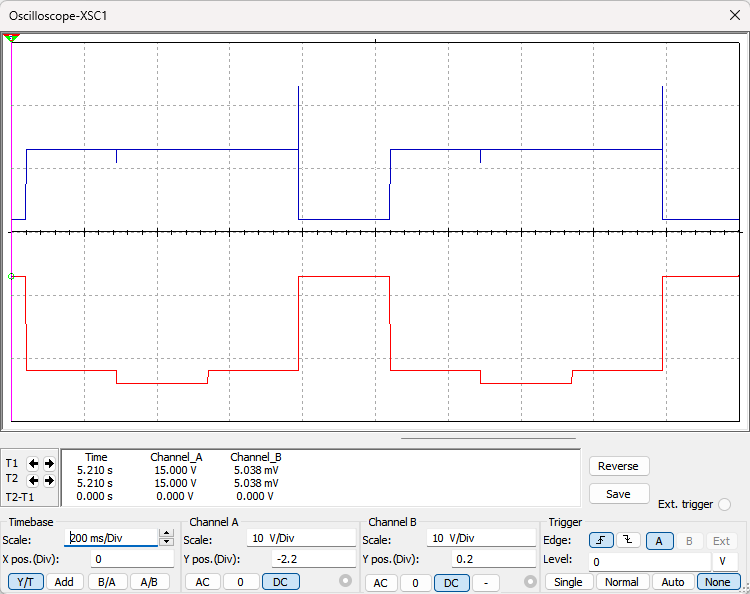 Oscilloscope-XSC1
T1
T2
T2-T1
Time Channel_A Channel_B
5.210 s 15.000 V 5.038 mV
5.210 s 15.000 V 5.038 mV
0.000 s 0.000 V 0.000 V
Reverse
Save
Ext. trigger
Timebase
Scale: 200 ms/Div
X pos.(Div): 0
Y/T Add B/A A/B
Channel A
Scale: 10 V/Div
Y pos.(Div): -2.2
AC 0 DC
Channel B
Scale: 10 V/Div
Y pos.(Div): 0.2
AC 0 DC -
Trigger
Edge: A B Ext
Level: 0 V
Single Normal Auto None